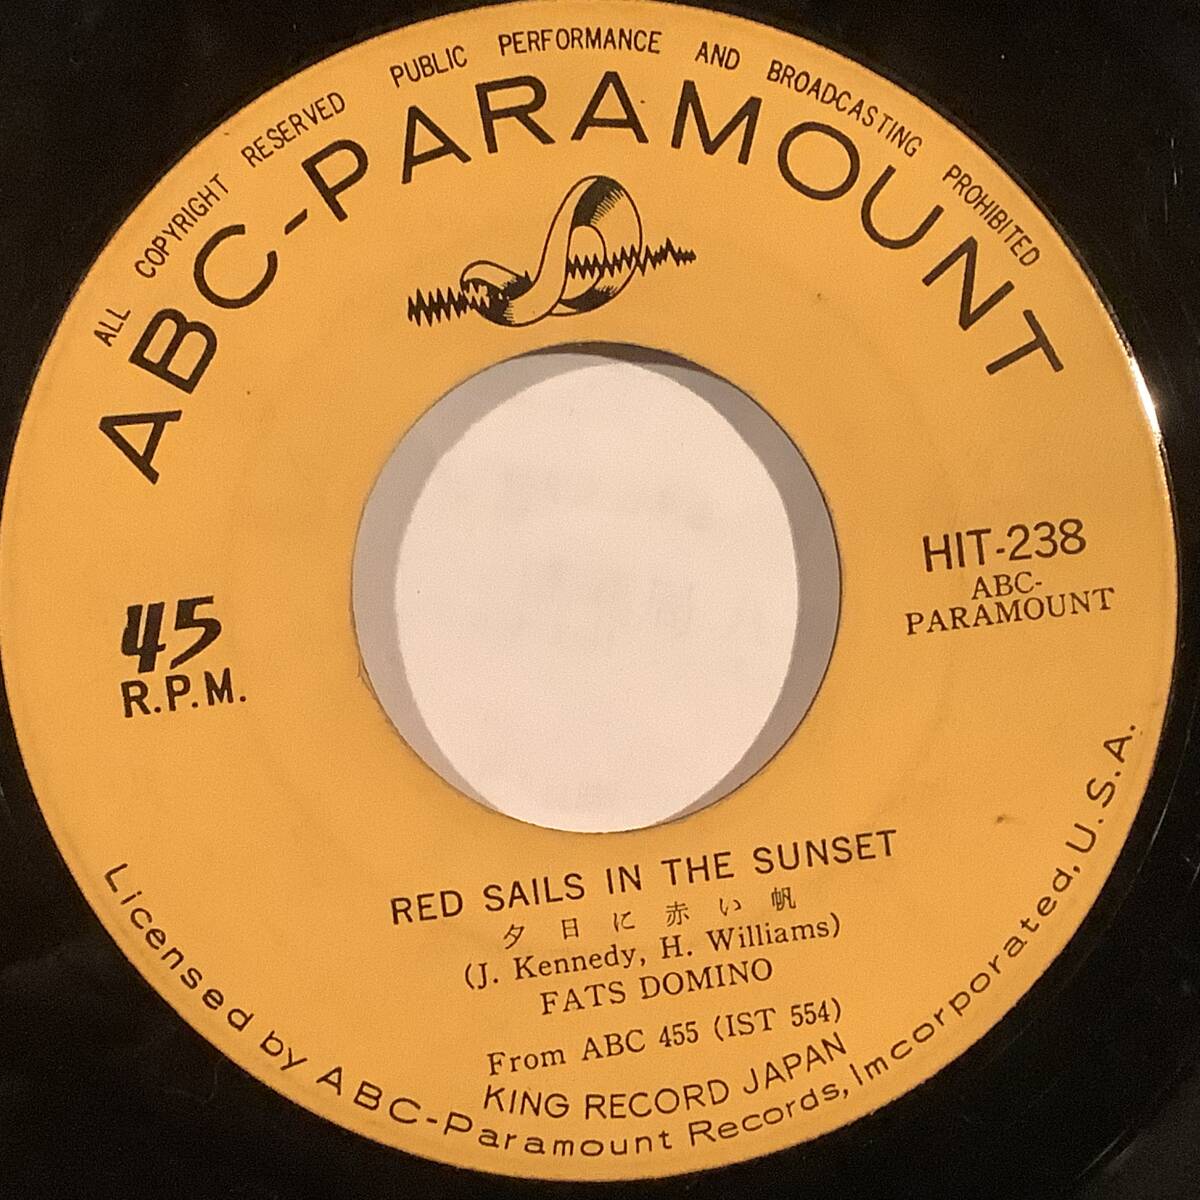 ALL COPYRIGHT RESERVED PUBLIC PERFORMANCE AND BROADCASTING PROHIBITED
ABC-PARAMOUNT
HIT-238
ABC-
PARAMOUNT
45
R.P.M.
RED SAILS IN THE SUNSET
夕日に赤い帆
(J. Kennedy, H. Williams)
FATS DOMINO
From ABC 455 (IST 554)
KING RECORD JAPAN
Licensed by ABC-Paramount Records, Imcorporated, U.S.A.